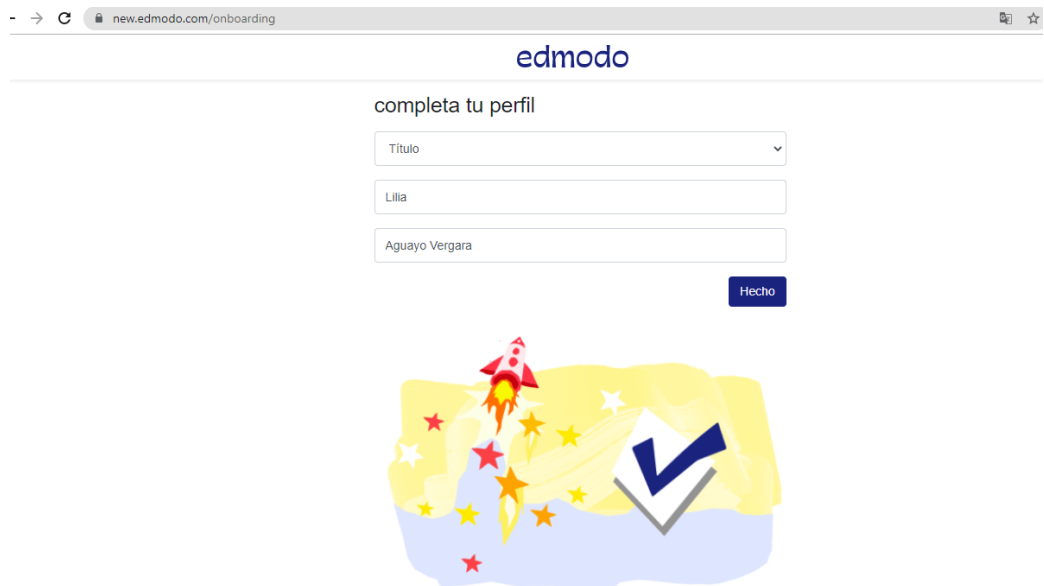 new.edmodo.com/onboarding
edmodo
completa tu perfil
Título
Lilia
Aguayo Vergara
Hecho